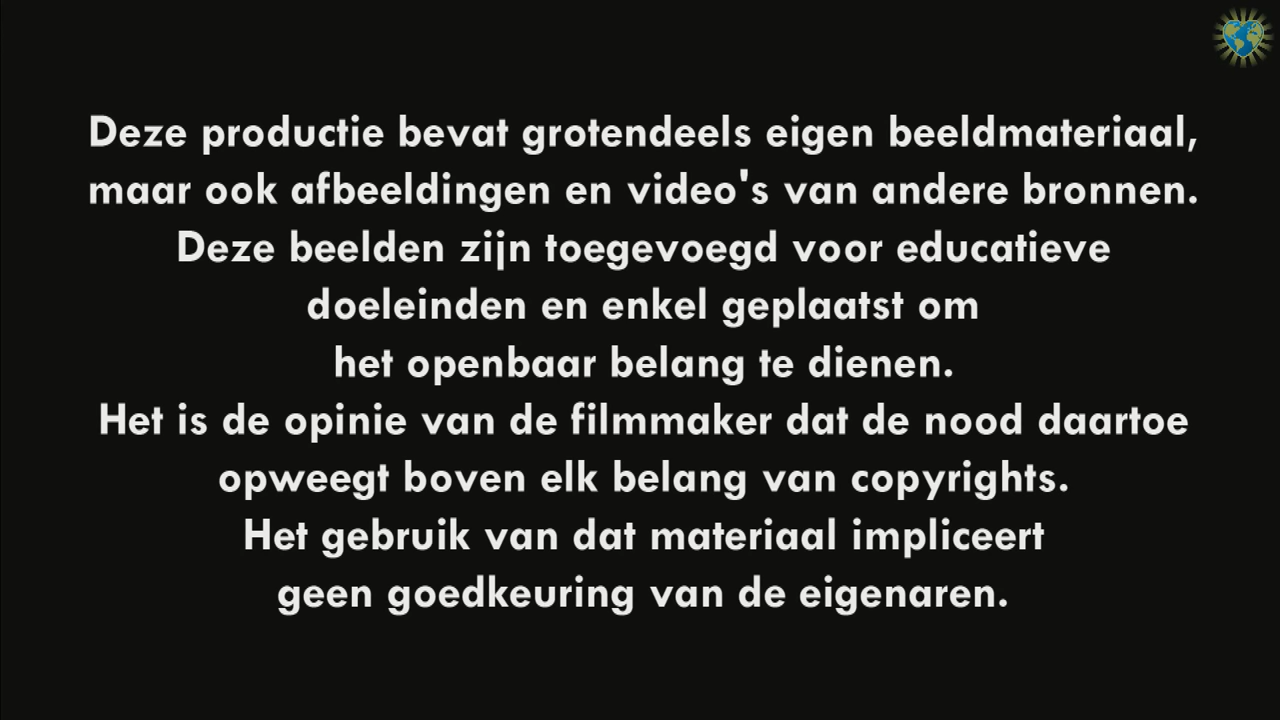 Deze productie bevat grotendeels eigen beeldmateriaal,
maar ook afbeeldingen en video's van andere bronnen.
Deze beelden zijn toegevoegd voor educatieve
doeleinden en enkel geplaatst om
het openbaar belang te dienen.
Het is de opinie van de filmmaker dat de nood daartoe
opweegt boven elk belang van copyrights.
Het gebruik van dat materiaal impliceert
geen goedkeuring van de eigenaren.